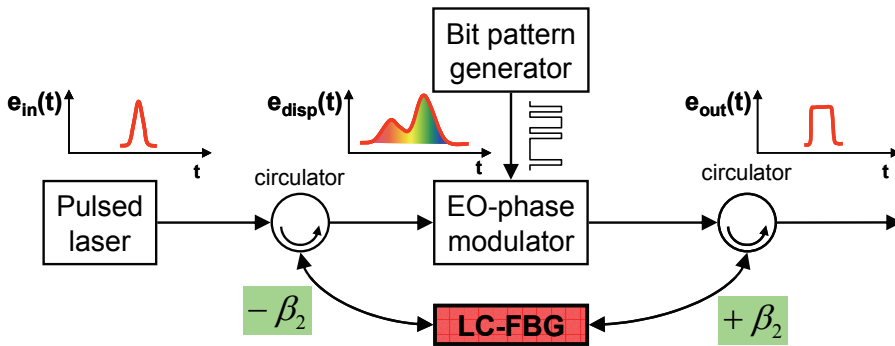 Bit pattern
generator
e_in(t)
e_disp(t)
e_out(t)
t
t
t
circulator
circulator
Pulsed
laser
EO-phase
modulator
− β₂
LC-FBG
+ β₂